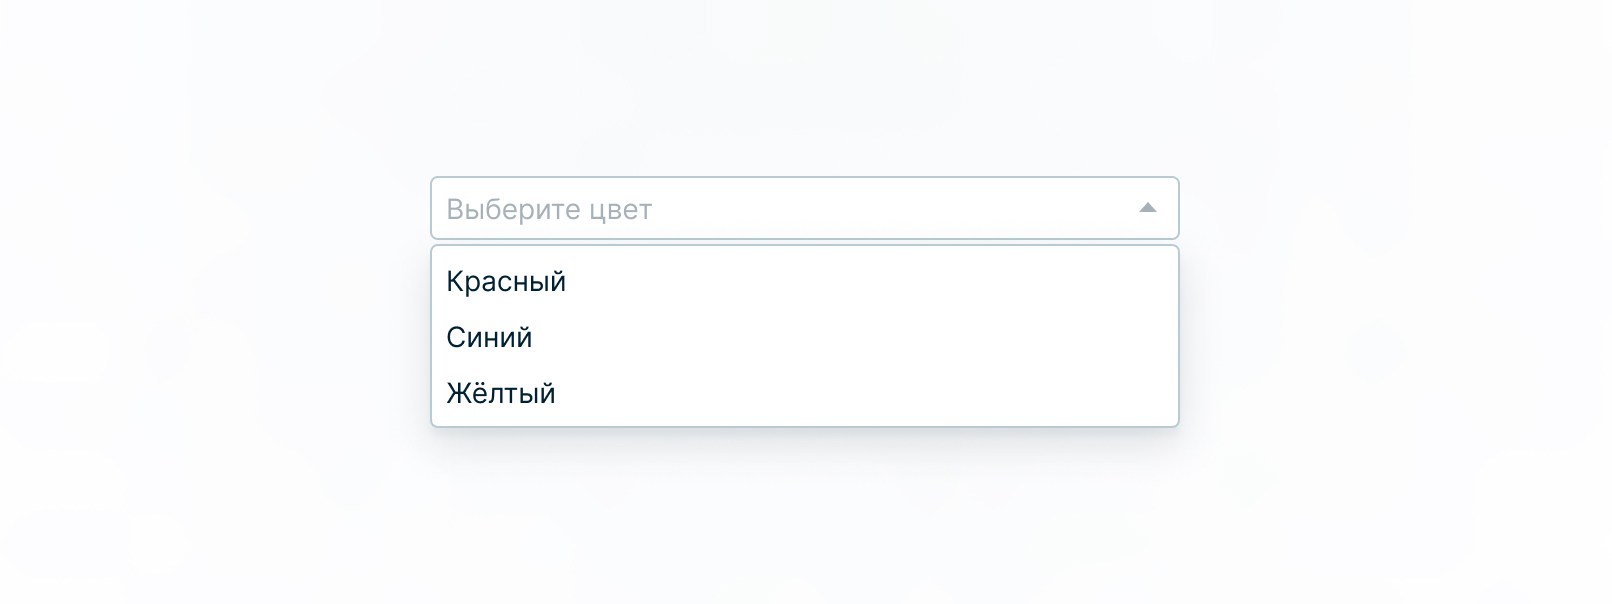 Выберите цвет
Красный
Синий
Жёлтый